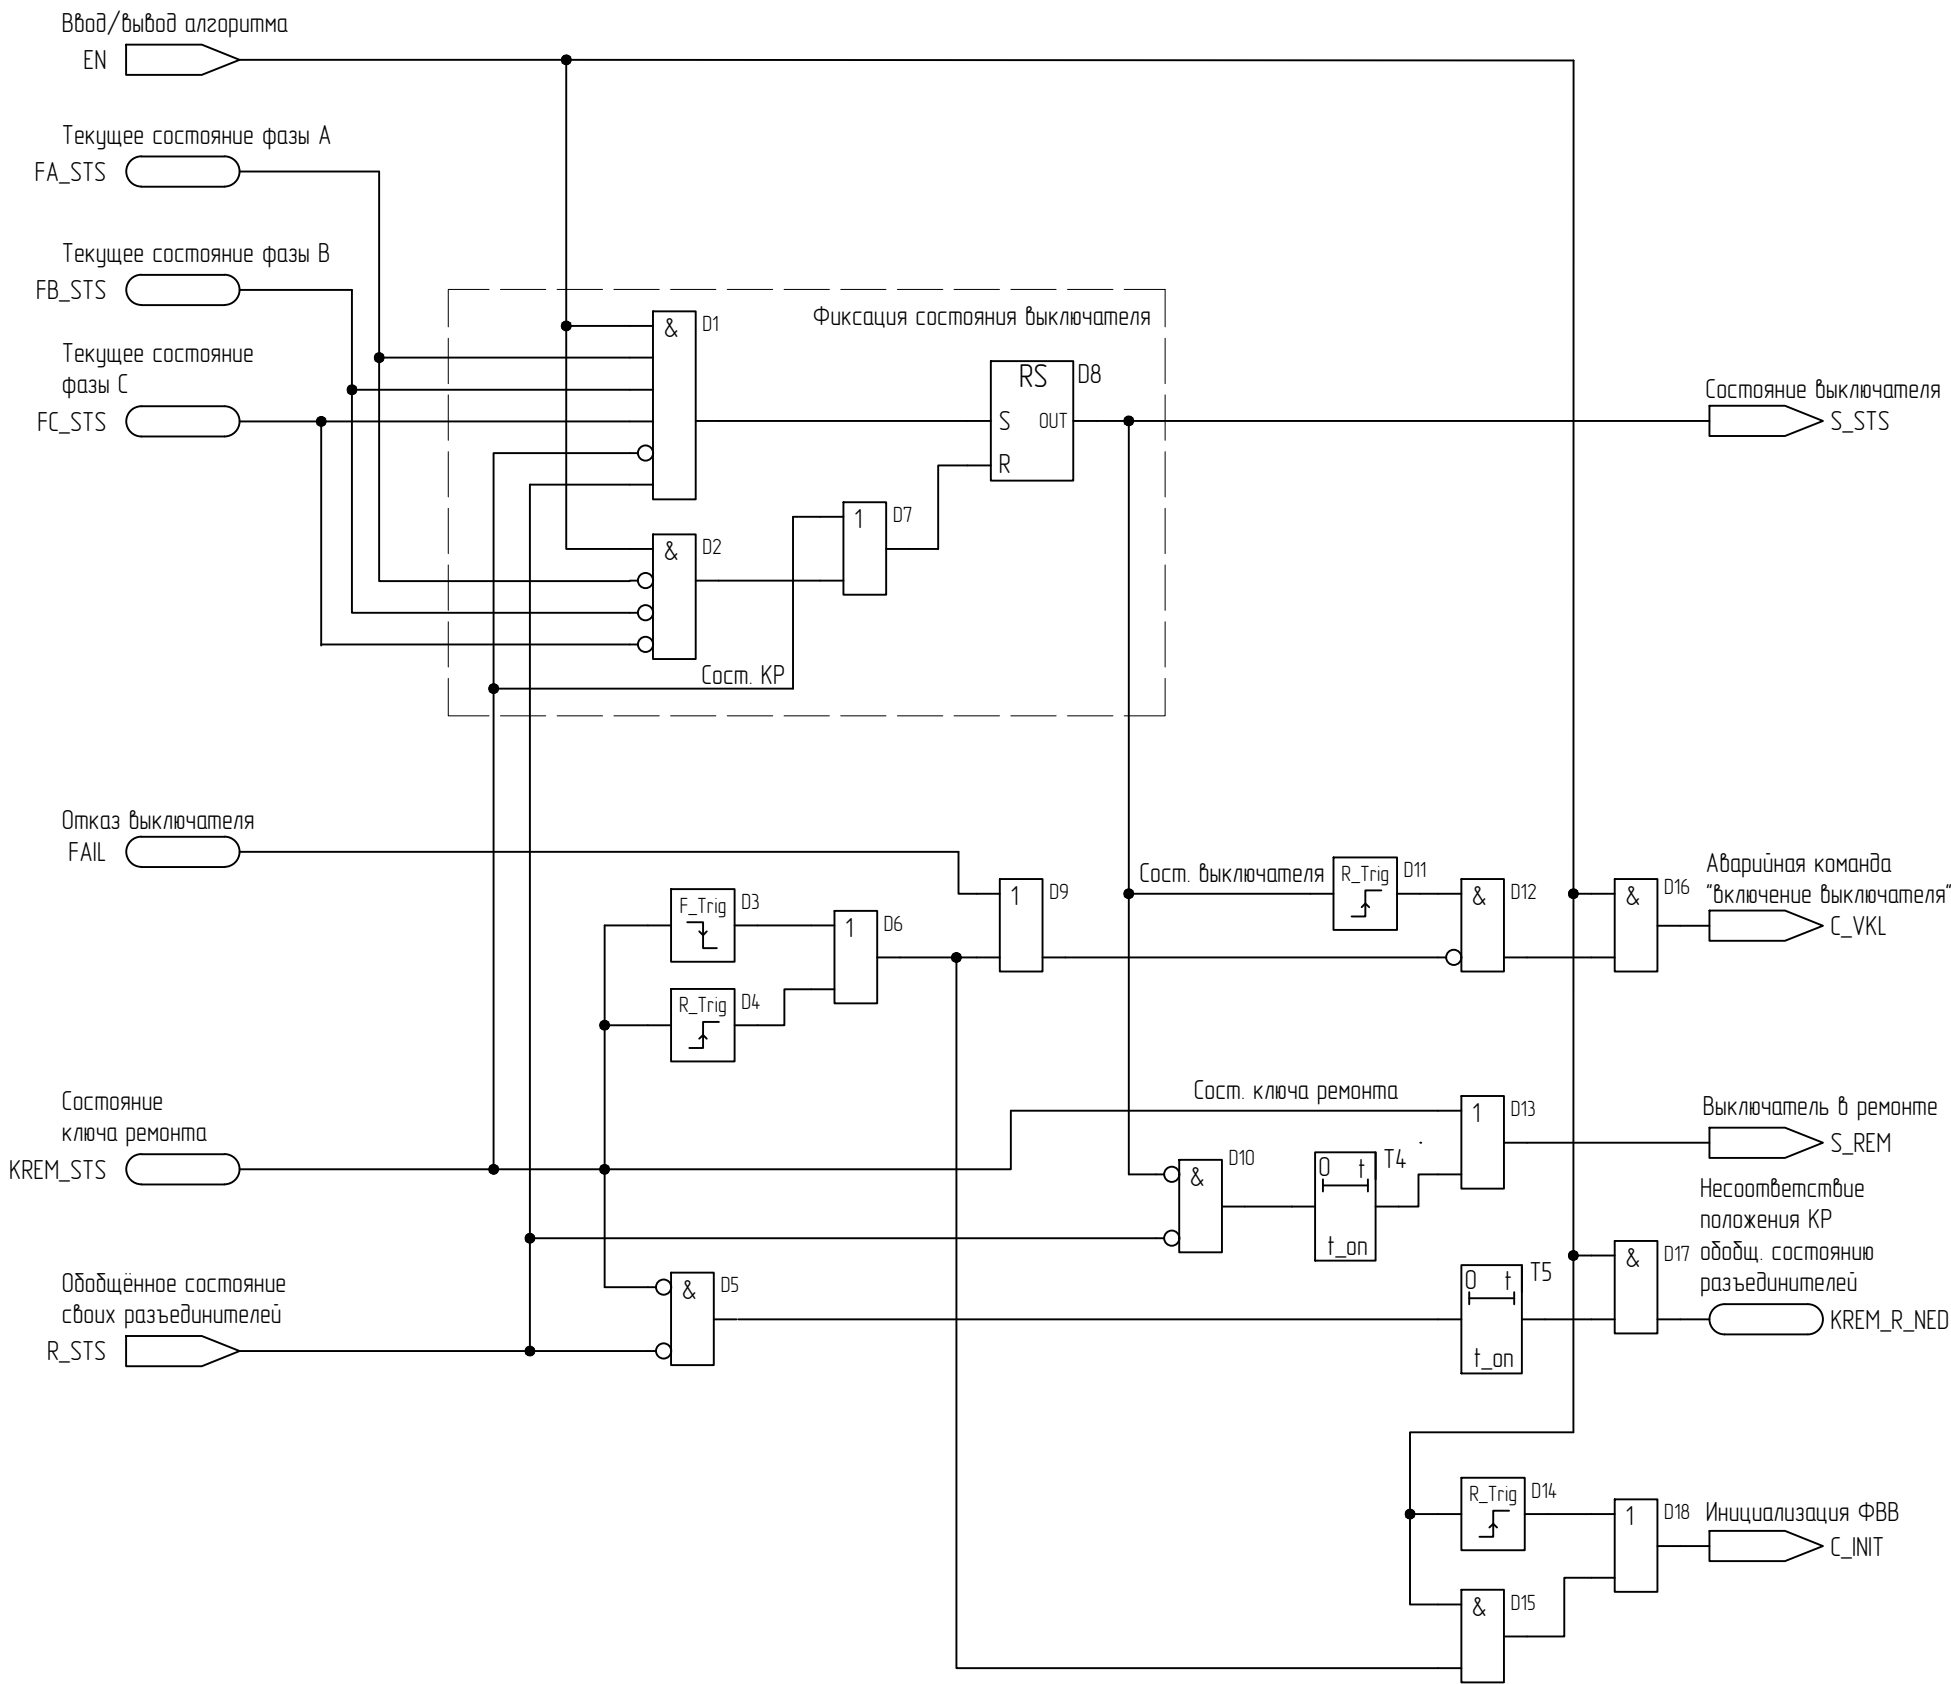 Ввод/вывод алгоритма
EN
Текущее состояние фазы А
FA_STS
Текущее состояние фазы В
FB_STS
Текущее состояние
фазы С
FC_STS
Фиксация состояния выключателя
& D1
RS D8
S OUT
R
Состояние выключателя
S_STS
1 D7
& D2
Сост. КР
Отказ выключателя
FAIL
F_Trig D3
1 D6
R_Trig D4
1 D9
Сост. выключателя
R_Trig D11
& D12
& D16
Аварийная команда
"включение выключателя"
C_VKL
Состояние
ключа ремонта
KREM_STS
Сост. ключа ремонта
1 D13
Выключатель в ремонте
S_REM
& D10
0 t T4
t_on
Несоответствие
положения КР
обобщ. состоянию
разъединителей
KREM_R_NED
& D17
0 t T5
t_on
Обобщённое состояние
своих разъединителей
R_STS
& D5
R_Trig D14
1 D18
Инициализация ФВВ
C_INIT
& D15